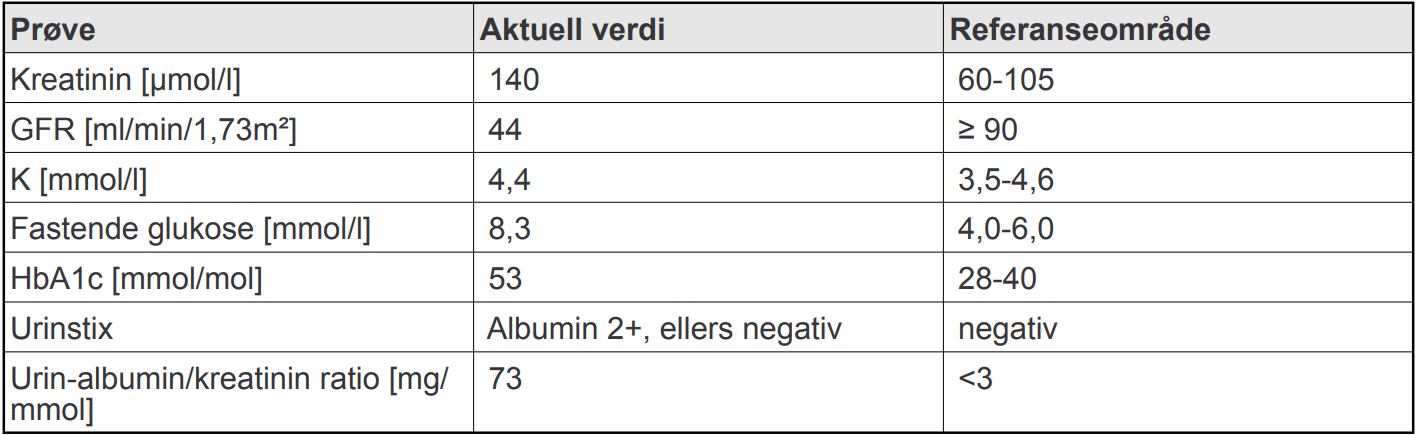 Prøve Aktuell verdi Referanseområde
Kreatinin [µmol/l] 140 60-105
GFR [ml/min/1,73m²] 44 ≥ 90
K [mmol/l] 4,4 3,5-4,6
Fastende glukose [mmol/l] 8,3 4,0-6,0
HbA1c [mmol/mol] 53 28-40
Urinstix Albumin 2+, ellers negativ negativ
Urin-albumin/kreatinin ratio [mg/ 73 <3
mmol]